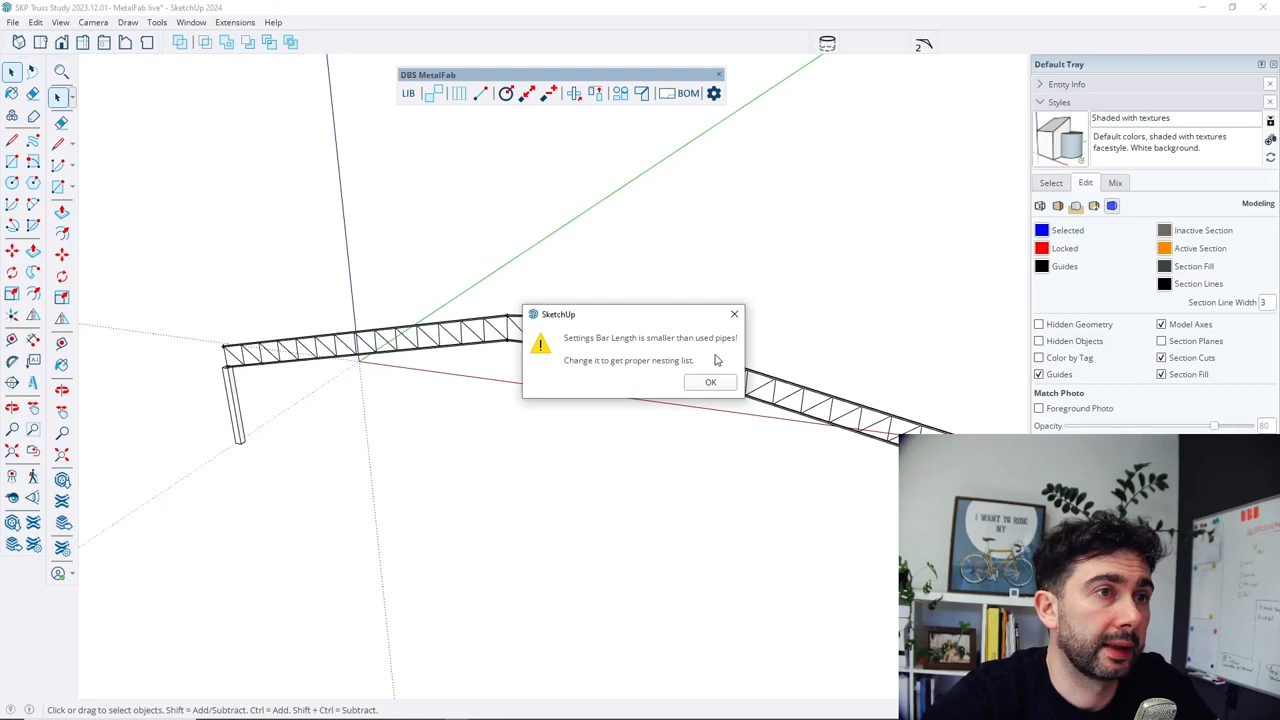 SKP Truss Study 2023.12.01- MetalFab live* - SketchUp 2024
File Edit View Camera Draw Tools Window Extensions Help
2
DBS MetalFab
LIB
BOM
Default Tray
Entity Info
Styles
Shaded with textures
Default colors, shaded with textures
facestyle. White background.
Select Edit Mix
Modeling
Selected Inactive Section
Locked Active Section
Guides Section Fill
Section Lines
Section Line Width 3
Hidden Geometry Model Axes
Hidden Objects Section Planes
Color by Tag Section Cuts
Guides Section Fill
Match Photo
Foreground Photo
Opacity 80
SketchUp
Settings Bar Length is smaller than used pipes!
Change it to get proper nesting list.
OK
I WANT TO RIDE
MY
Click or drag to select objects. Shift = Add/Subtract. Ctrl = Add. Shift + Ctrl = Subtract.